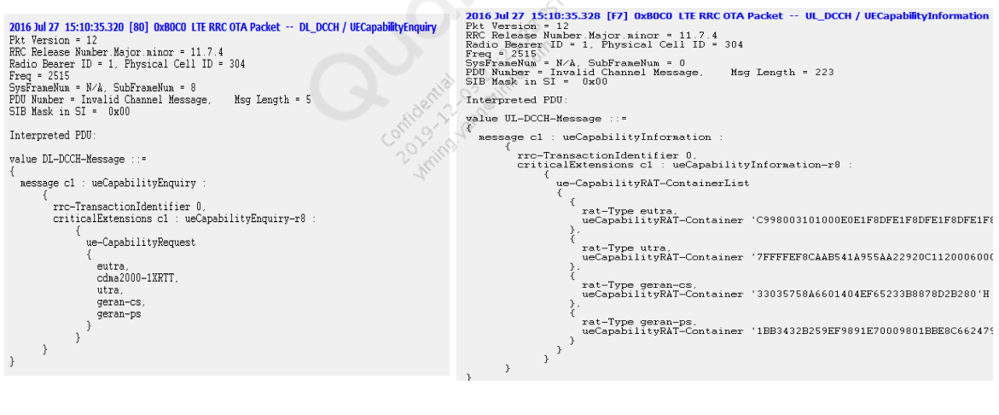 2016 Jul 27 15:10:35.320 [80] 0xB0C0 LTE RRC OTA Packet -- DL_DCCH / UECapabilityEnquiry
Pkt Version = 12
RRC Release Number.Major.minor = 11.7.4
Radio Bearer ID = 1, Physical Cell ID = 304
Freq = 2515
SysFrameNum = N/A, SubFrameNum = 8
PDU Number = Invalid Channel Message, Msg Length = 5
SIB Mask in SI = 0x00
Interpreted PDU:
value DL-DCCH-Message ::=
{
message c1 : ueCapabilityEnquiry :
{
rrc-TransactionIdentifier 0,
criticalExtensions c1 : ueCapabilityEnquiry-r8 :
{
ue-CapabilityRequest
{
eutra,
cdma2000-1XRTT,
utra,
geran-cs,
geran-ps
}
}
}
}
2016 Jul 27 15:10:35.328 [F7] 0xB0C0 LTE RRC OTA Packet -- UL_DCCH / UECapabilityInformation
Pkt Version = 12
RRC Release Number.Major.minor = 11.7.4
Radio Bearer ID = 1, Physical Cell ID = 304
Freq = 2515
SysFrameNum = N/A, SubFrameNum = 0
PDU Number = Invalid Channel Message, Msg Length = 223
SIB Mask in SI = 0x00
Interpreted PDU:
value UL-DCCH-Message ::=
{
message c1 : ueCapabilityInformation :
{
rrc-TransactionIdentifier 0,
criticalExtensions c1 : ueCapabilityInformation-r8 :
{
ue-CapabilityRAT-ContainerList
{
{
rat-Type eutra,
ueCapabilityRAT-Container 'C998003101000E0E1F8DFE1F8DFE1F8DFE1F8
},
{
rat-Type utra,
ueCapabilityRAT-Container '7FFFFEF8CAAB541A955AA22920C1120006000
},
{
rat-Type geran-cs,
ueCapabilityRAT-Container '33035758A6601404EF65233B8878D2B280'H
},
{
rat-Type geran-ps,
ueCapabilityRAT-Container '1BB3432B259EF9891E70009801BBE8C662479
}
}
}
}
}
Confidential